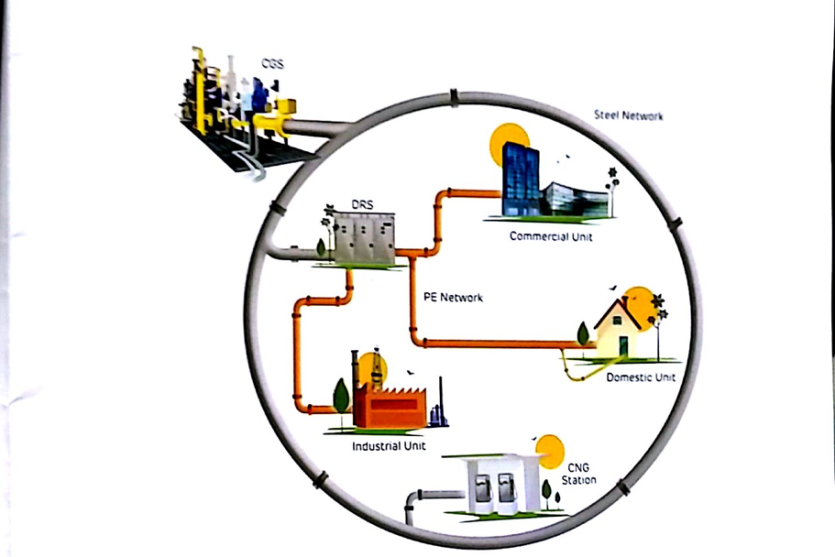 CGS
Steel Network
DRS
Commercial Unit
PE Network
Domestic Unit
Industrial Unit
CNG
Station